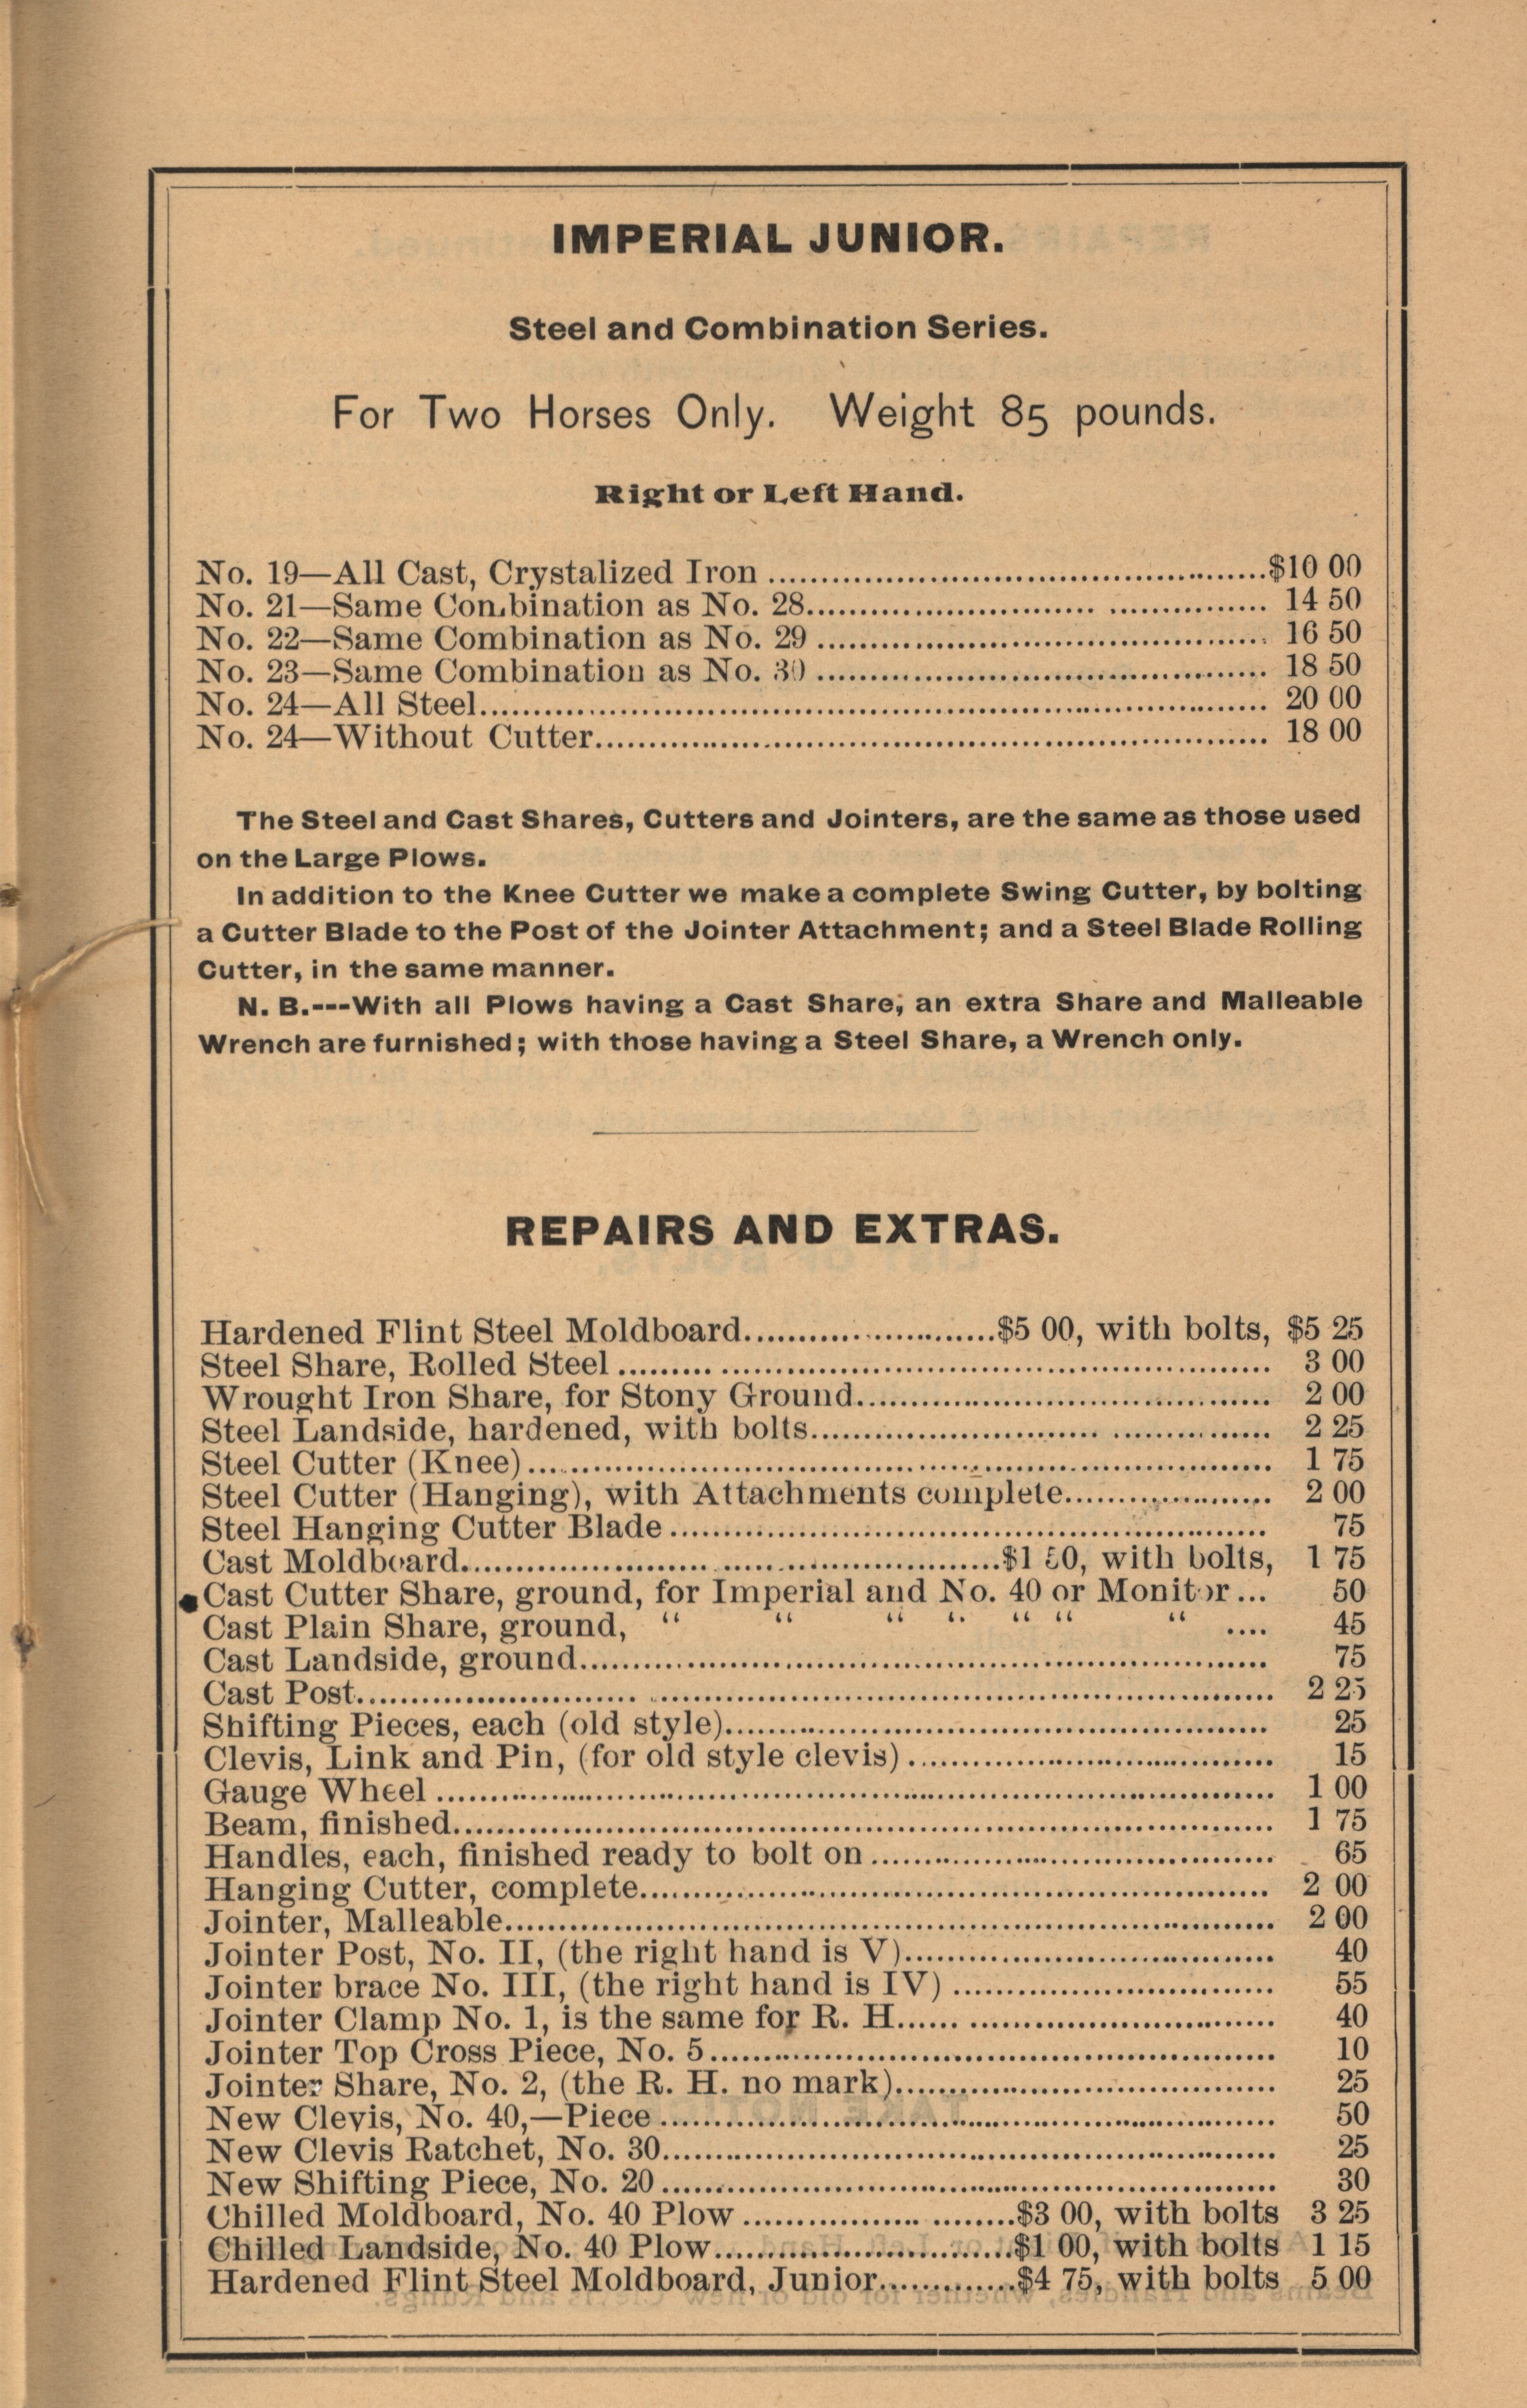 IMPERIAL JUNIOR.
Steel and Combination Series.
For Two Horses Only. Weight 85 pounds.
Right or Left Hand.
No. 19—All Cast, Crystalized Iron ........ $10 00
No. 21—Same Combination as No. 28........ 14 50
No. 22—Same Combination as No. 29 ........ 16 50
No. 23—Same Combination as No. 30 ........ 18 50
No. 24—All Steel........ 20 00
No. 24—Without Cutter........ 18 00
The Steel and Cast Shares, Cutters and Jointers, are the same as those used
on the Large Plows.
In addition to the Knee Cutter we make a complete Swing Cutter, by bolting
a Cutter Blade to the Post of the Jointer Attachment; and a Steel Blade Rolling
Cutter, in the same manner.
N. B.---With all Plows having a Cast Share, an extra Share and Malleable
Wrench are furnished; with those having a Steel Share, a Wrench only.
REPAIRS AND EXTRAS.
Hardened Flint Steel Moldboard........$5 00, with bolts, $5 25
Steel Share, Rolled Steel ........ 3 00
Wrought Iron Share, for Stony Ground........ 2 00
Steel Landside, hardened, with bolts........ 2 25
Steel Cutter (Knee)........ 1 75
Steel Cutter (Hanging), with Attachments complete........ 2 00
Steel Hanging Cutter Blade ........ 75
Cast Moldboard........$1 50, with bolts, 1 75
Cast Cutter Share, ground, for Imperial and No. 40 or Monitor ... 50
Cast Plain Share, ground, “ “ “ “ “ “ “ .... 45
Cast Landside, ground........ 75
Cast Post........ 2 25
Shifting Pieces, each (old style)........ 25
Clevis, Link and Pin, (for old style clevis) ........ 15
Gauge Wheel ........ 1 00
Beam, finished........ 1 75
Handles, each, finished ready to bolt on ........ 65
Hanging Cutter, complete........ 2 00
Jointer, Malleable........ 2 00
Jointer Post, No. II, (the right hand is V)........ 40
Jointer brace No. III, (the right hand is IV) ........ 55
Jointer Clamp No. 1, is the same for R. H........ 40
Jointer Top Cross Piece, No. 5........ 10
Jointer Share, No. 2, (the R. H. no mark)........ 25
New Clevis, No. 40,—Piece ........ 50
New Clevis Ratchet, No. 30........ 25
New Shifting Piece, No. 20 ........ 30
Chilled Moldboard, No. 40 Plow ........$3 00, with bolts 3 25
Chilled Landside, No. 40 Plow........$1 00, with bolts 1 15
Hardened Flint Steel Moldboard, Junior........$4 75, with bolts 5 00